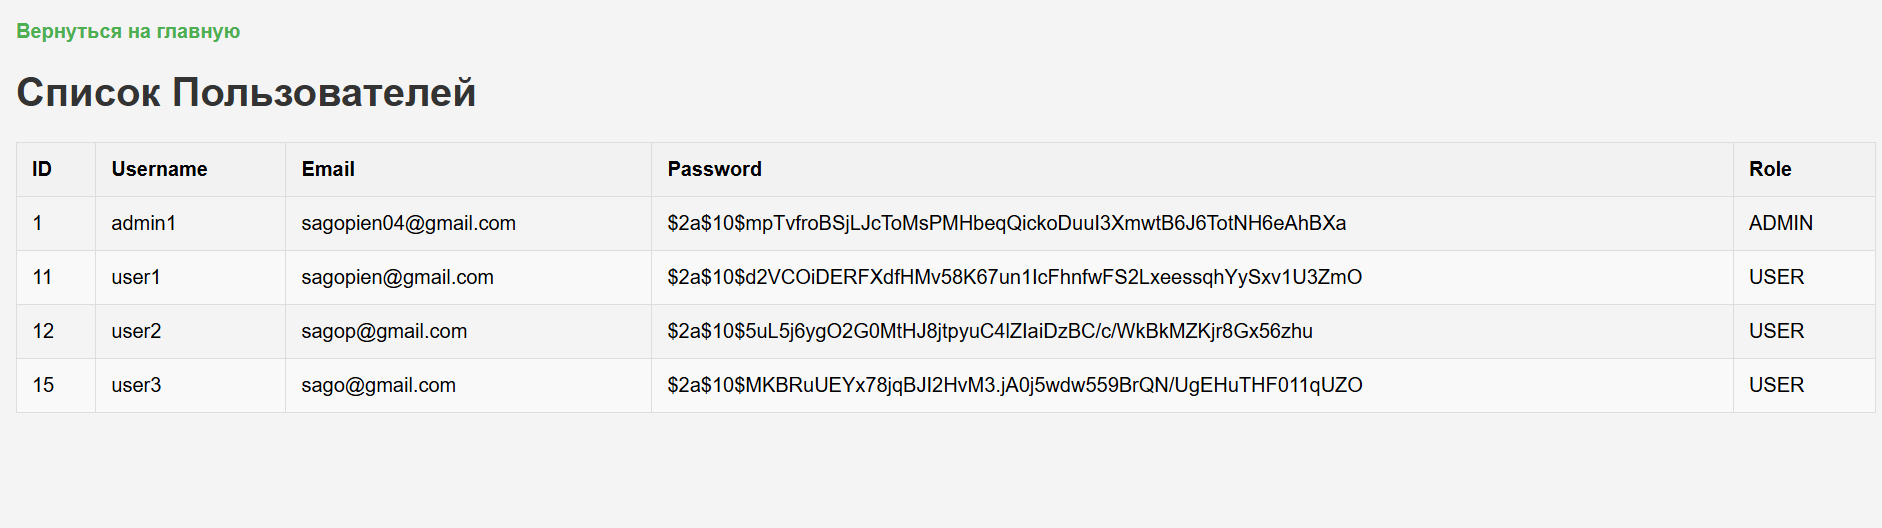 Вернуться на главную
Список Пользователей
ID Username Email Password Role
1 admin1 sagopien04@gmail.com $2a$10$mpTvfroBSjLJcToMsPMHbeqQickoDuuI3XmwtB6J6TotNH6eAhBXa ADMIN
11 user1 sagopien@gmail.com $2a$10$d2VCOiDERFXdfHMv58K67un1IcFhnfwFS2LxeessqhYySxv1U3ZmO USER
12 user2 sagop@gmail.com $2a$10$5uL5j6ygO2G0MtHJ8jtpyuC4lZIaiDzBC/c/WkBkMZKjr8Gx56zhu USER
15 user3 sago@gmail.com $2a$10$MKBRuUEYx78jqBJI2HvM3.jA0j5wdw559BrQN/UgEHuTHF011qUZO USER